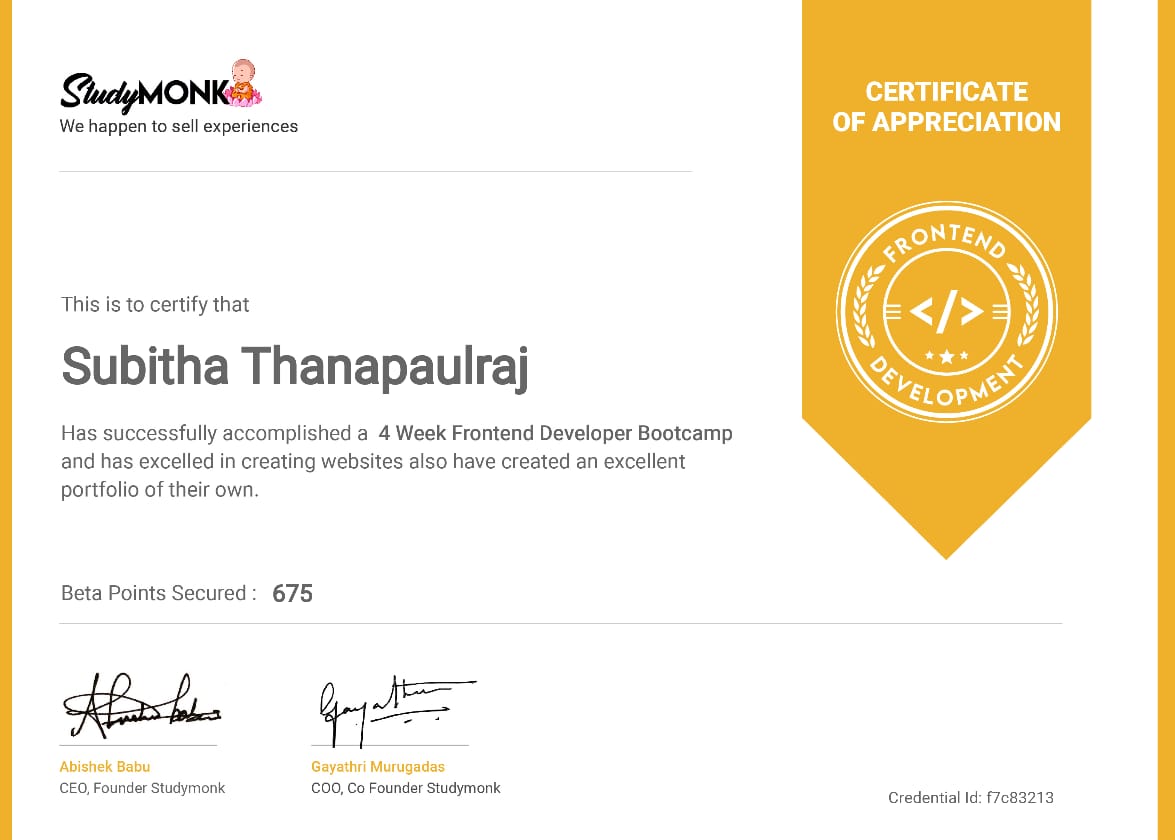 StudyMONK
We happen to sell experiences
CERTIFICATE
OF APPRECIATION
FRONTEND
</>
DEVELOPMENT
This is to certify that
Subitha Thanapaulraj
Has successfully accomplished a 4 Week Frontend Developer Bootcamp
and has excelled in creating websites also have created an excellent
portfolio of their own.
Beta Points Secured : 675
Abishek Babu
CEO, Founder Studymonk
Gayathri
Gayathri Murugadas
COO, Co Founder Studymonk
Credential Id: f7c83213